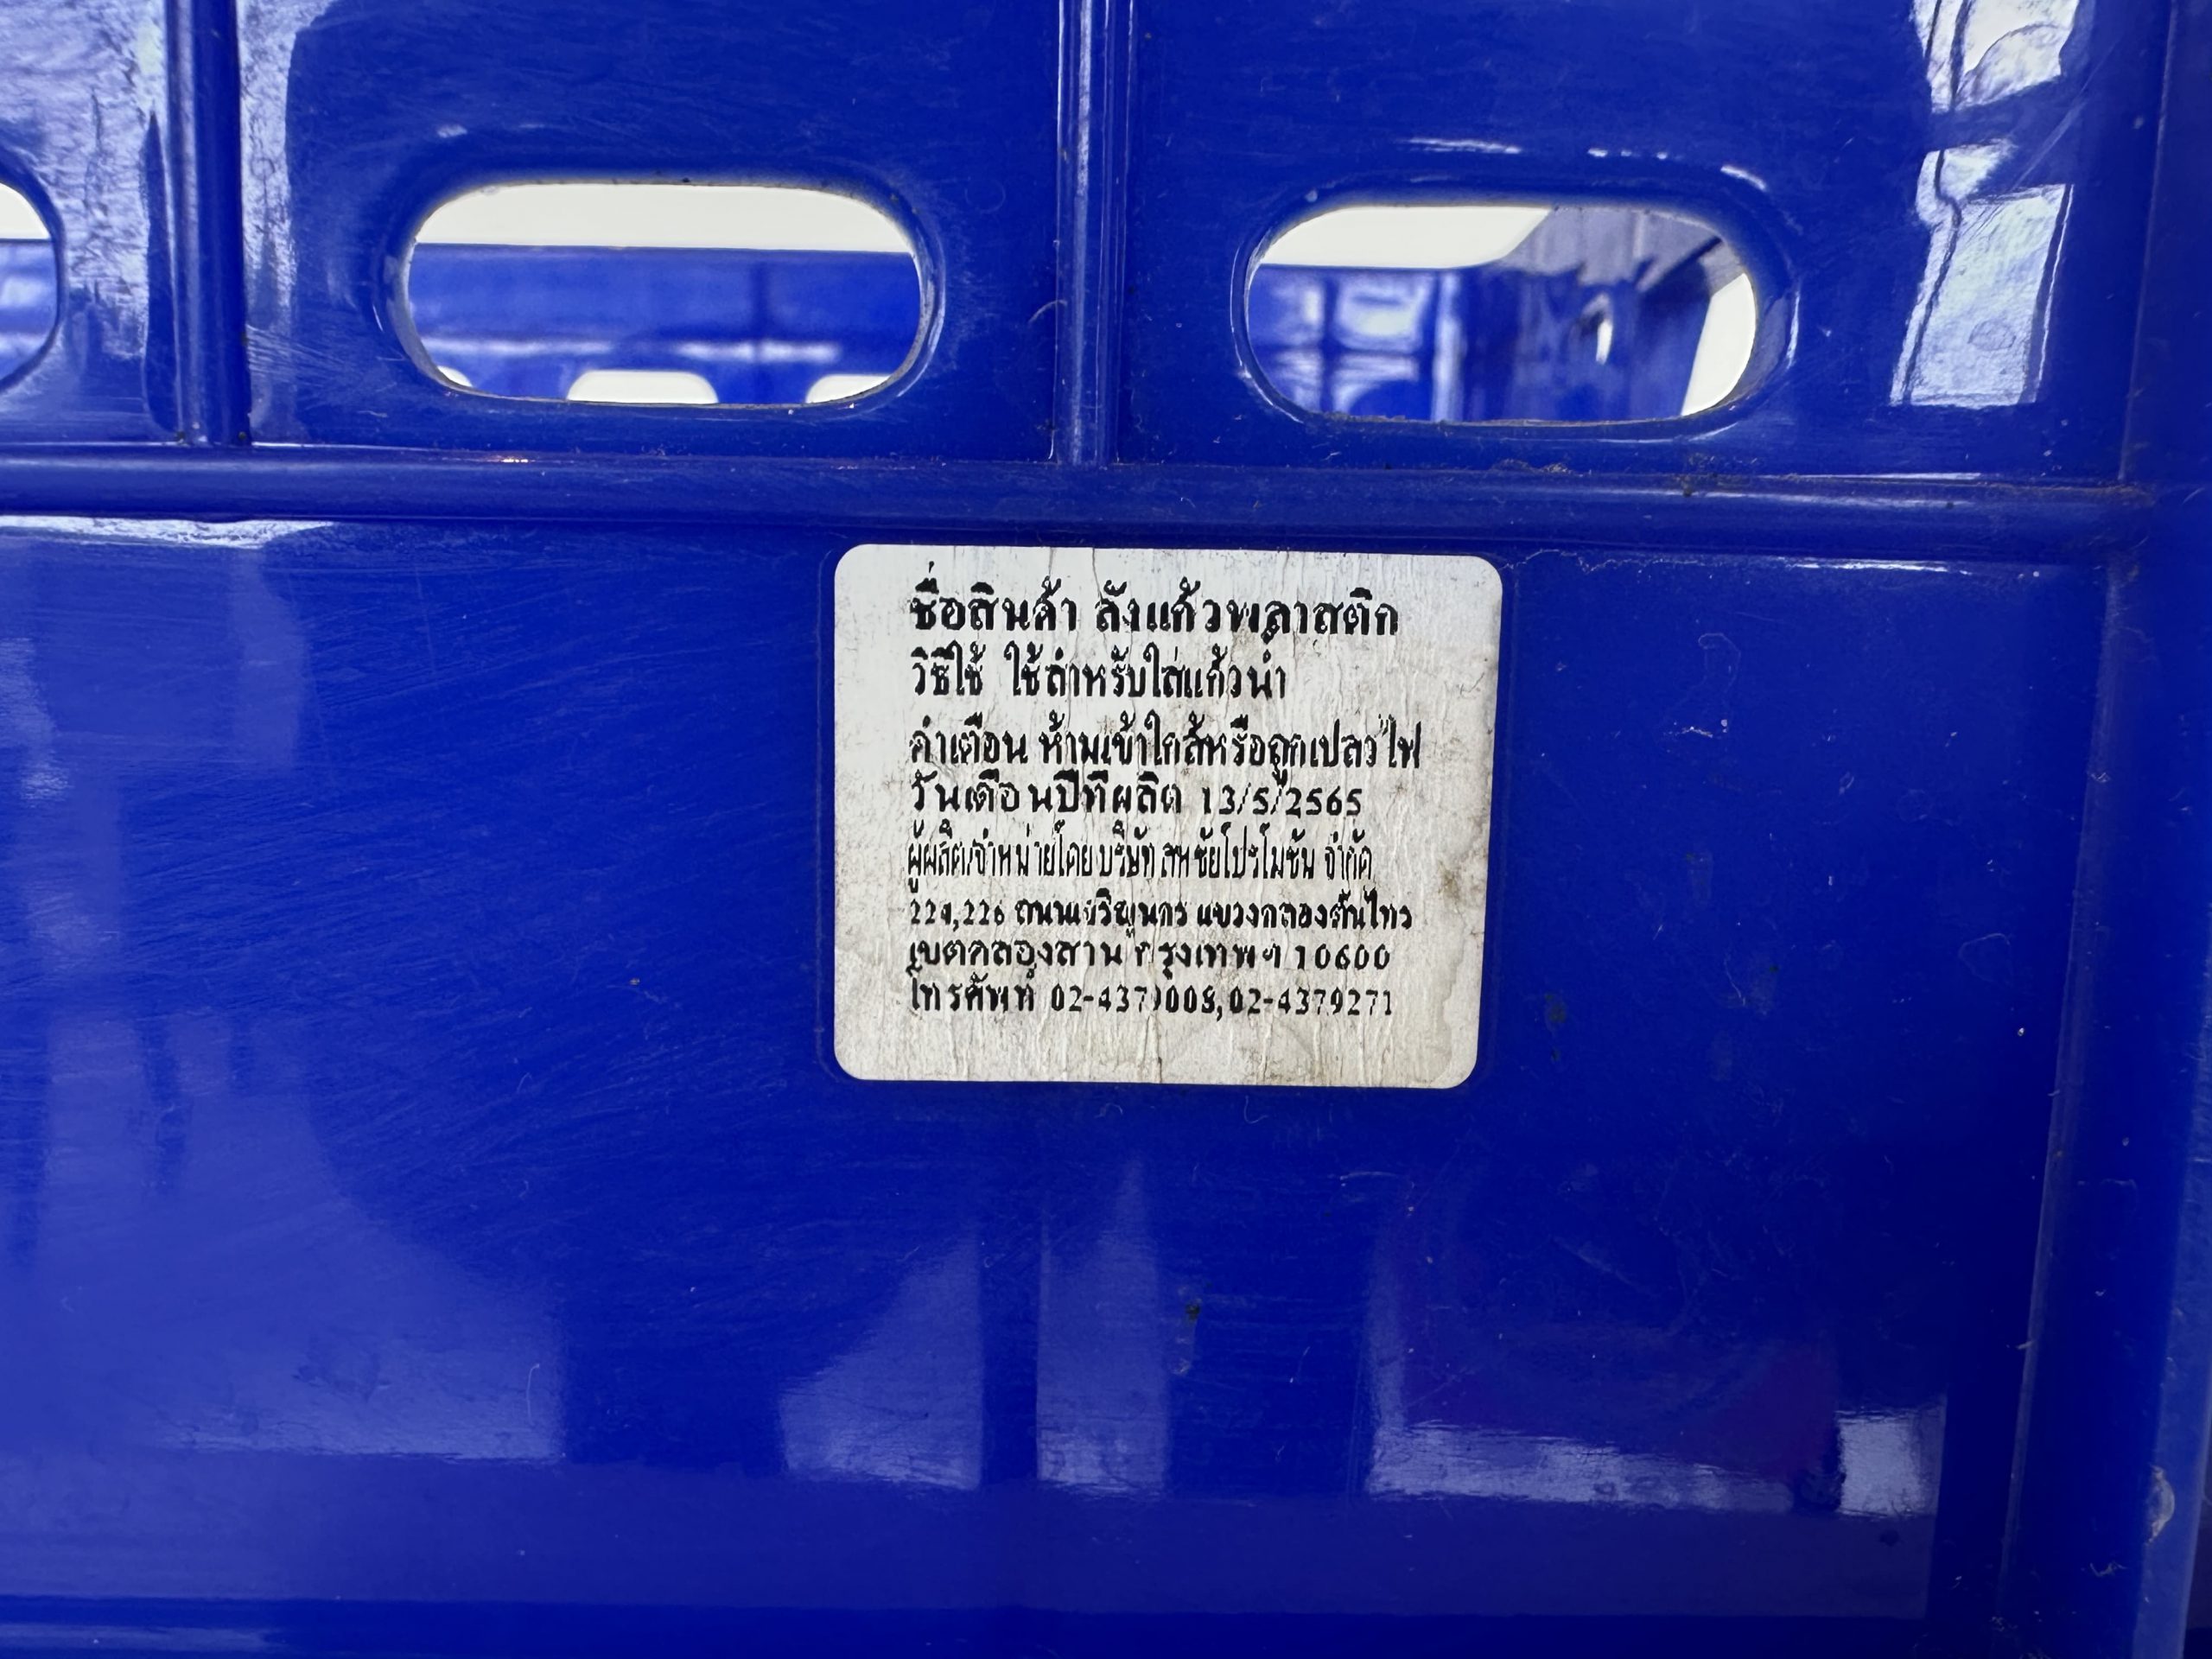 ชื่อสินค้า ลังแก้วพลาสติก
วิธีใช้ ใช้สำหรับใส่แก้วน้ำ
คำเตือน ห้ามเข้าใกล้หรือถูกเปลวไฟ
วันเดือนปีที่ผลิต 13/5/2565
ผู้ผลิต/จำหน่ายโดย บริษัท สหชัยโปรโมชั่น จำกัด
224,226 ถนนเจริญนคร แขวงคลองต้นไทร
เขตคลองสาน กรุงเทพฯ 10600
โทรศัพท์ 02-4379271